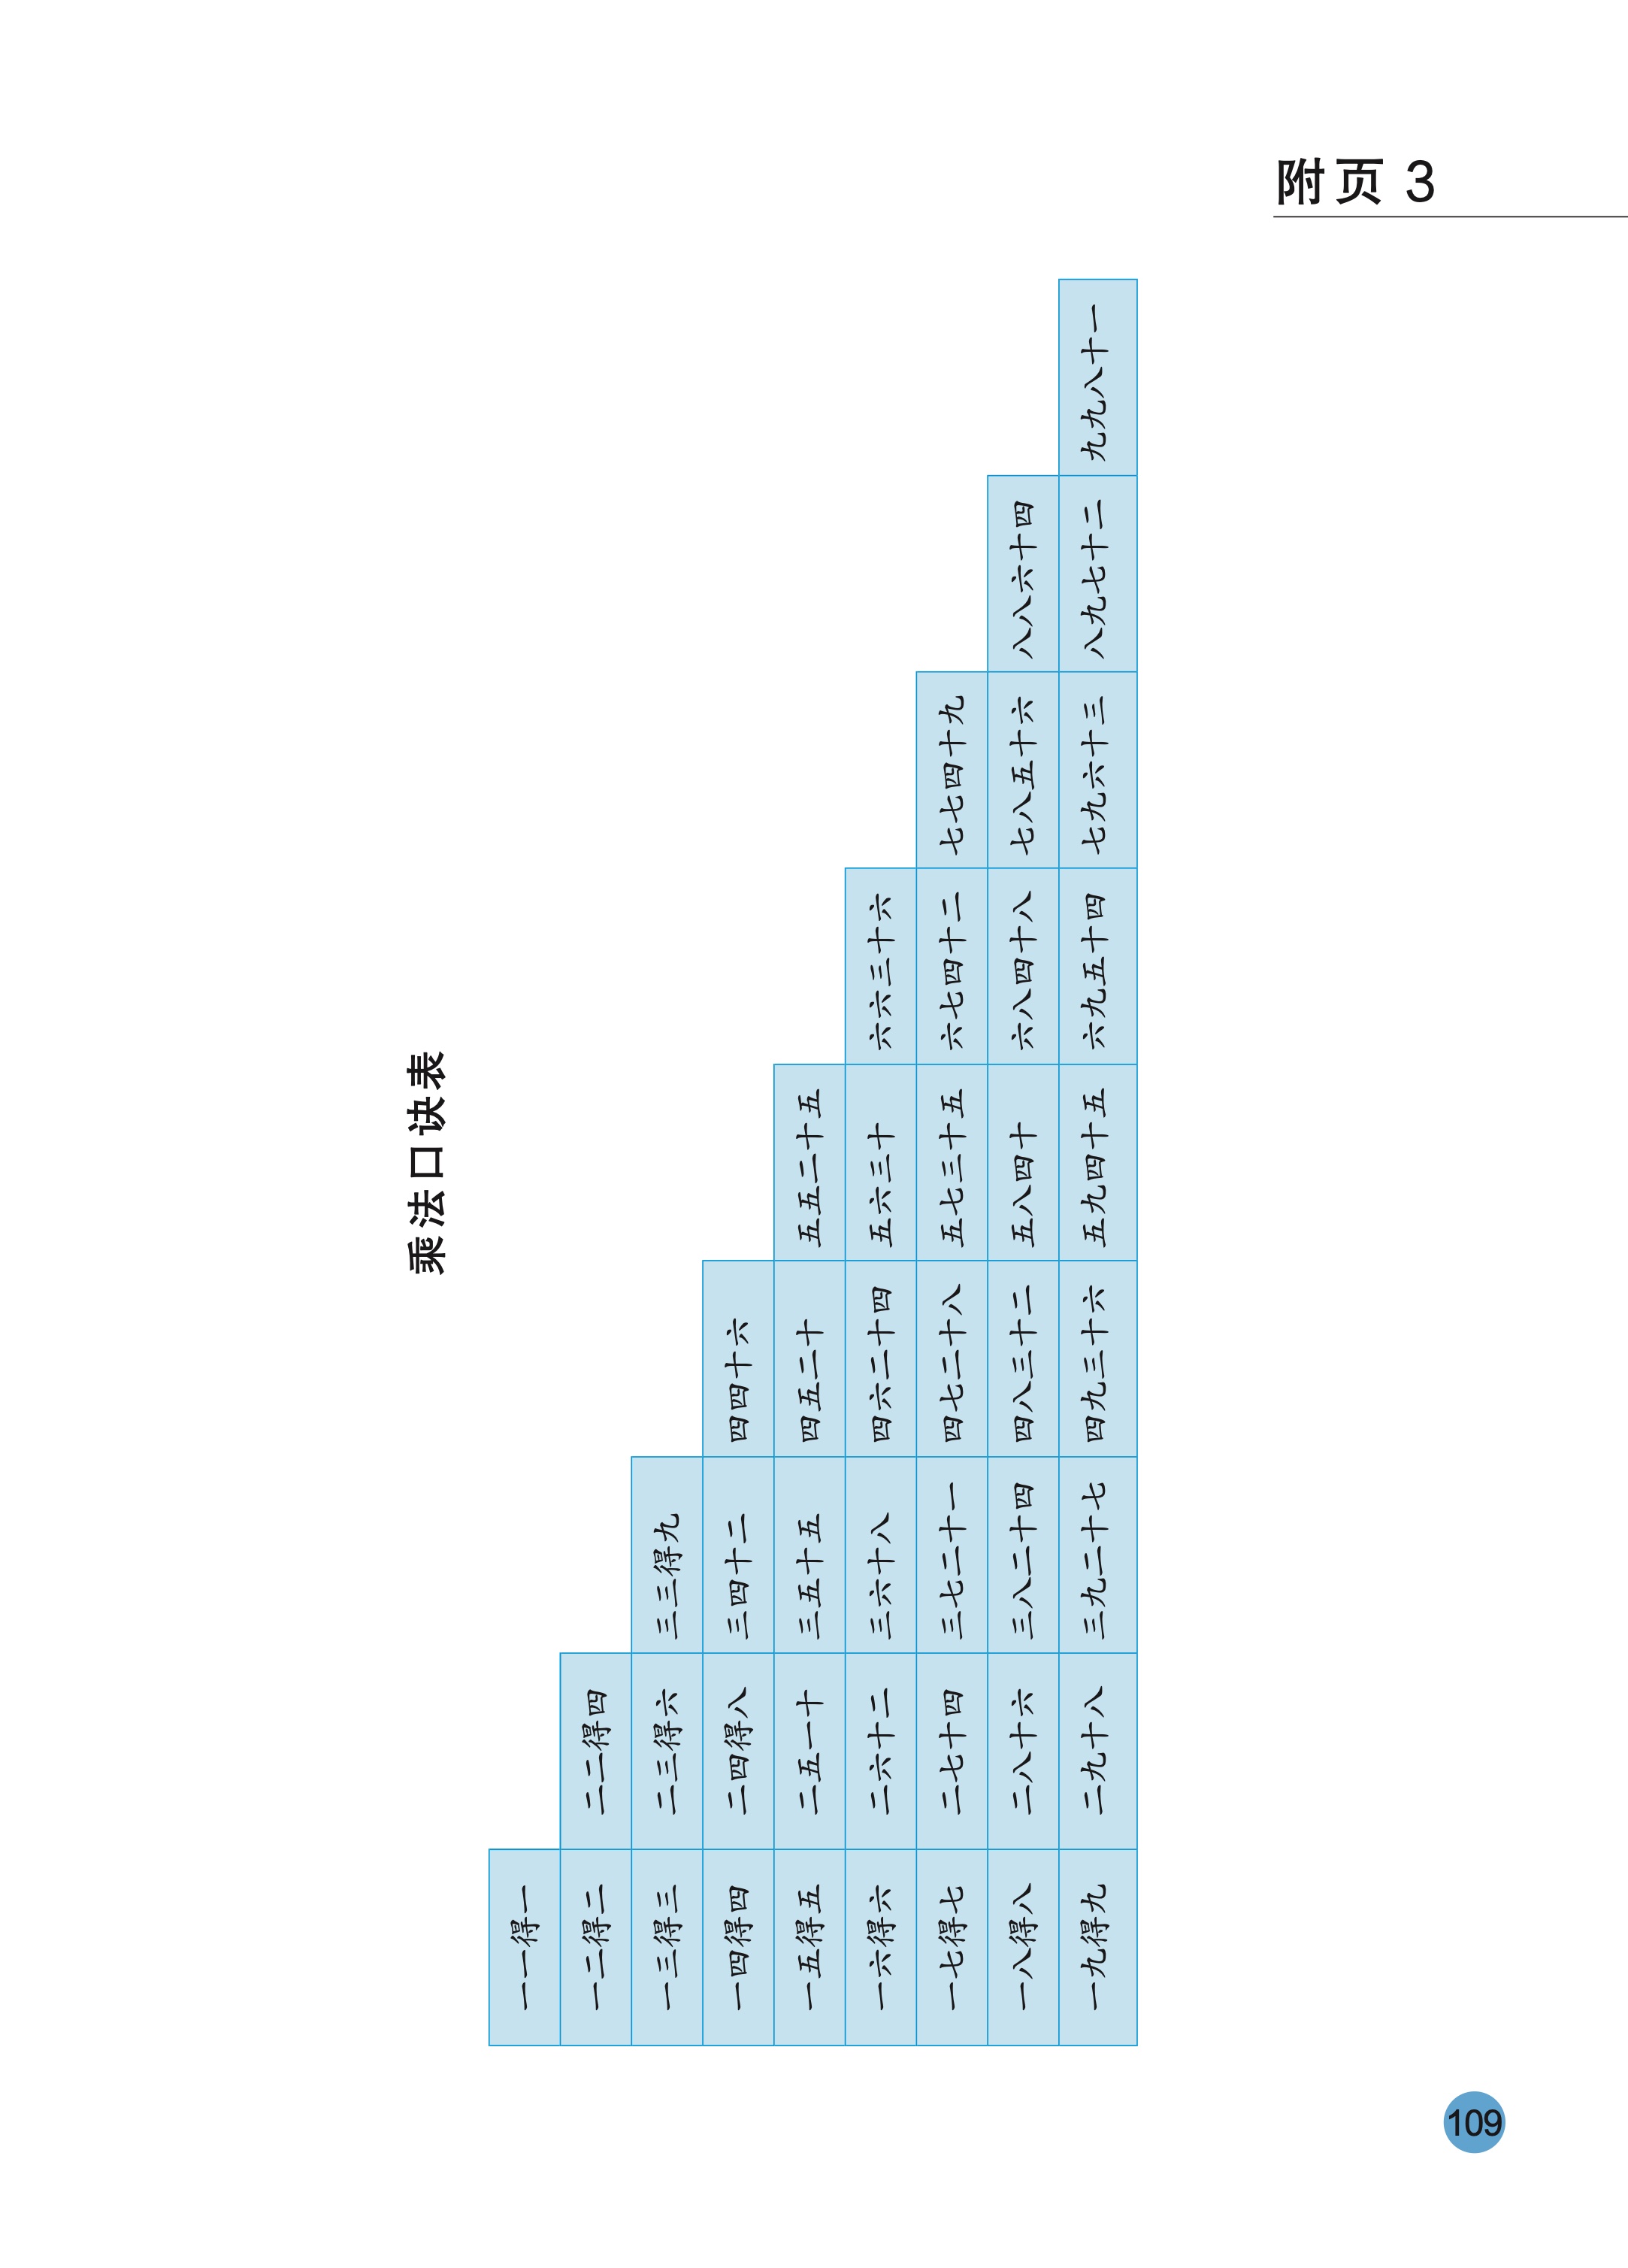 附页 3
乘法口诀表
一一得一
一二得二 二二得四
一三得三 二三得六 三三得九
一四得四 二四得八 三四十二 四四十六
一五得五 二五一十 三五十五 四五二十 五五二十五
一六得六 二六十二 三六十八 四六二十四 五六三十 六六三十六
一七得七 二七十四 三七二十一 四七二十八 五七三十五 六七四十二 七七四十九
一八得八 二八十六 三八二十四 四八三十二 五八四十 六八四十八 七八五十六 八八六十四
一九得九 二九十八 三九二十七 四九三十六 五九四十五 六九五十四 七九六十三 八九七十二 九九八十一
109